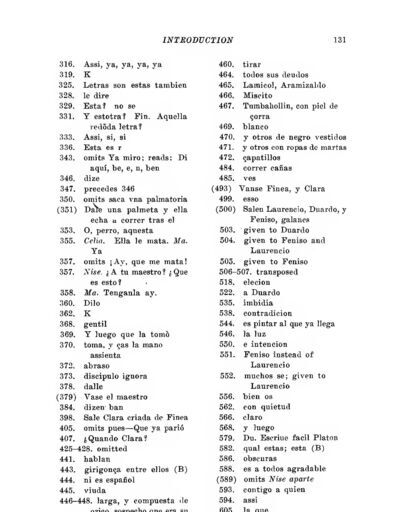 INTRODUCTION 131
316. Assi, ya, ya, ya, ya
319. K
325. Letras son estas tambien
328. le dire
329. Esta? no se
331. Y estotra? Fin. Aquella
redõda letra?
333. Assi, si, si
336. Esta es r
343. omits Ya miro; reads: Di
aquí, be, e, n, ben
346. dize
347. precedes 346
350. omits saca vna palmatoria
(351) Dale una palmeta y ella
echa a correr tras el
353. O, perro, aquesta
355. Celia. Ella le mata. Ma.
Ya
357. omits ¡Ay, que me mata!
357. Nise. ¿A tu maestro? ¿Que
es esto?
358. Ma. Tenganla ay.
360. Dilo
362. K
368. gentil
369. Y luego que la tomò
370. toma, y ças la mano
assienta
372. abraso
373. discipulo ignora
378. dalle
(379) Vase el maestro
384. dizen ban
398. Sale Clara criada de Finea
405. omits pues—Que ya parió
407. ¿Quando Clara?
425-428. omitted
441. hablan
443. girigonça entre ellos (B)
444. ni es español
445. viuda
446-448. larga, y compuesta de
460. tirar
464. todos sus deudos
465. Lamicol, Aramizaldo
466. Miscito
467. Tumbahollin, con piel de
çorra
469. blanco
470. y otros de negro vestidos
471. y otros con ropas de martas
472. çapatillos
484. correr cañas
485. ves
(493) Vanse Finea, y Clara
499. esso
(500) Salen Laurencio, Duardo, y
Feniso, galanes
503. given to Duardo
504. given to Feniso and
Laurencio
505. given to Feniso
506-507. transposed
518. elecion
522. a Duardo
535. imbidia
538. contradicion
544. es pintar al que ya llega
546. la luz
550. e intencion
551. Feniso instead of
Laurencio
552. muchos se; given to
Laurencio
556. bien os
562. con quietud
566. claro
568. y luego
579. Du. Escriue facil Platon
582. qual estas; esta (B)
586. obscuras
588. es a todos agradable
(589) omits Nise aparte
593. contigo a quien
594. assi
605. la que